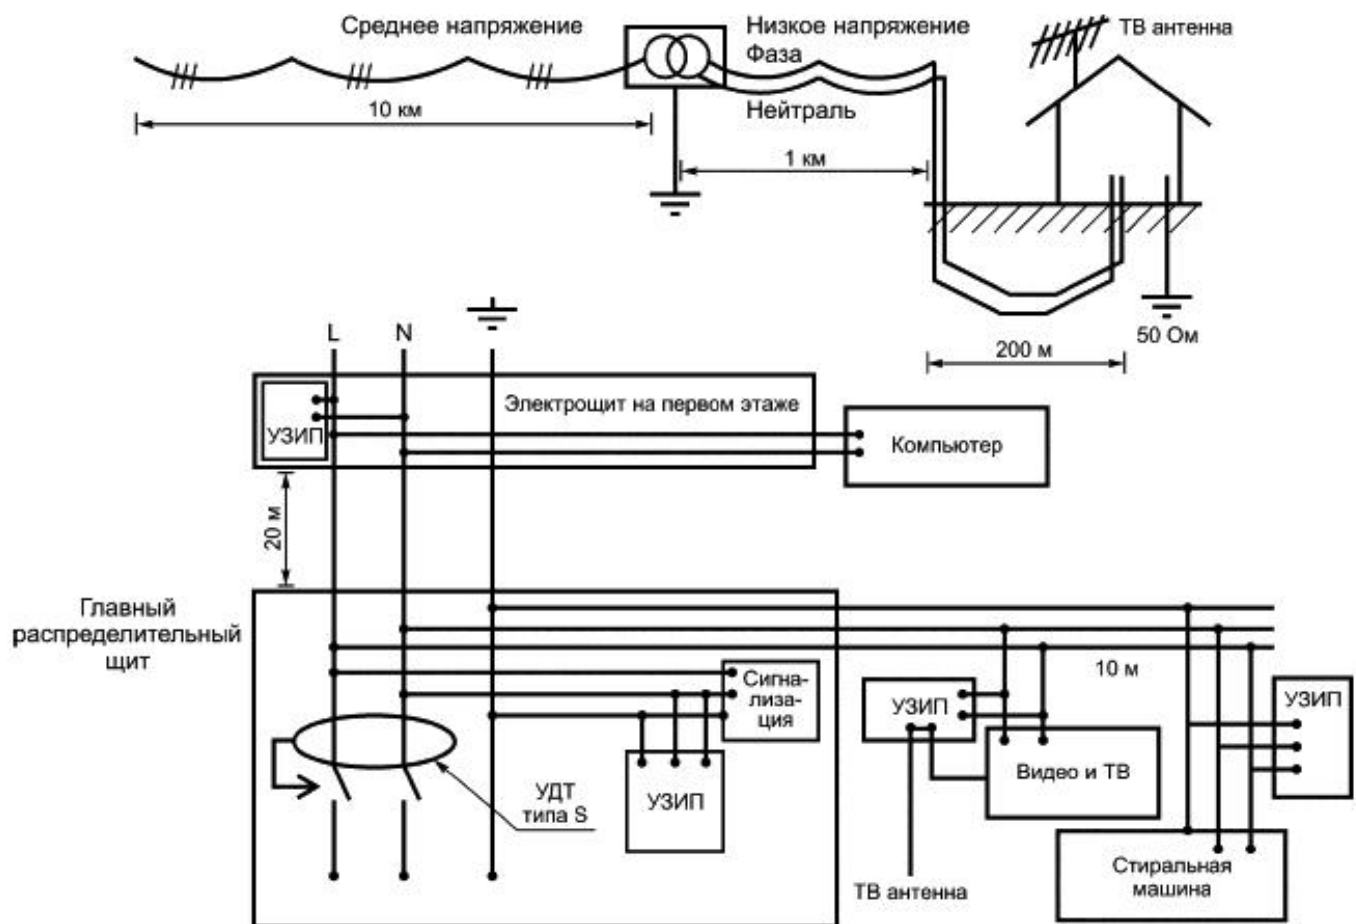 Среднее напряжение
Низкое напряжение
Фаза
ТВ антенна
10 км
Нейтраль
1 км
50 Ом
200 м
L
N
Электрощит на первом этаже
УЗИП
Компьютер
20 м
Главный
распределительный
щит
10 м
Сигна-
лиза-
ция
УЗИП
УЗИП
Видео и ТВ
УЗИП
УДТ
типа S
Стиральная
машина
ТВ антенна